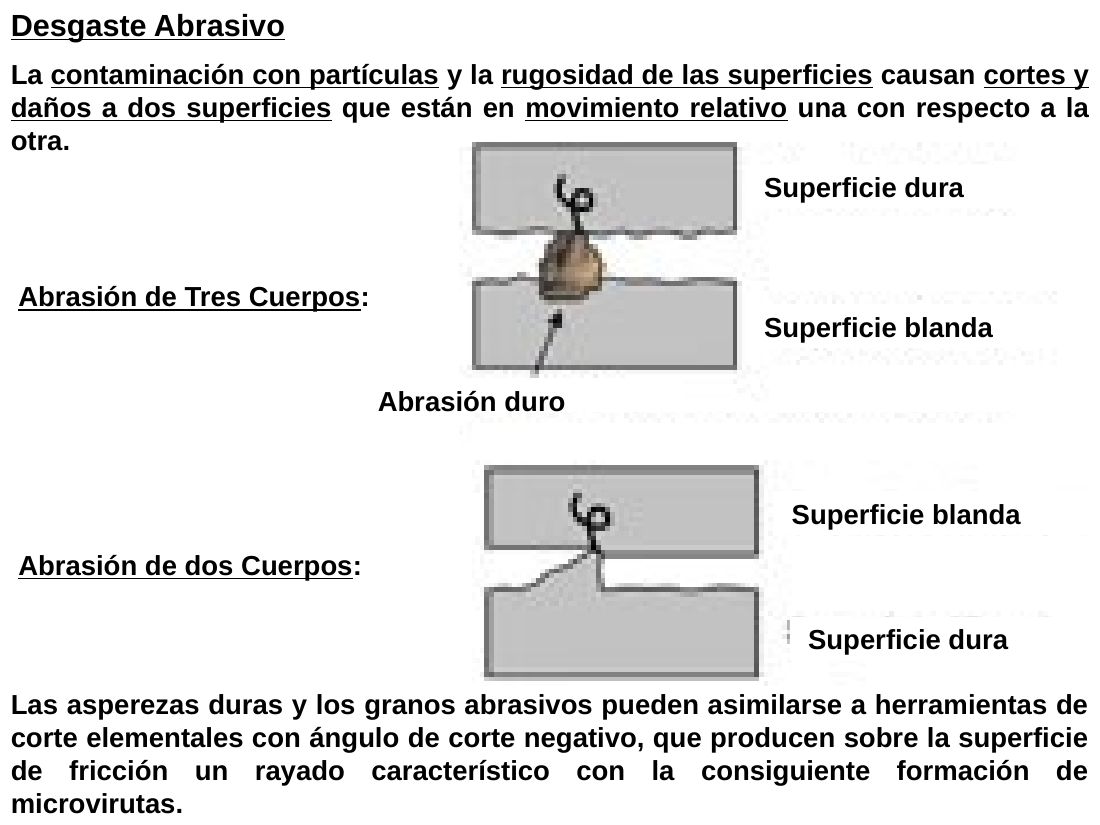 Desgaste Abrasivo
La contaminación con partículas y la rugosidad de las superficies causan cortes y
daños a dos superficies que están en movimiento relativo una con respecto a la
otra.
Superficie dura
Abrasión de Tres Cuerpos:
Superficie blanda
Abrasión duro
Superficie blanda
Abrasión de dos Cuerpos:
Superficie dura
Las asperezas duras y los granos abrasivos pueden asimilarse a herramientas de
corte elementales con ángulo de corte negativo, que producen sobre la superficie
de fricción un rayado característico con la consiguiente formación de
microvirutas.